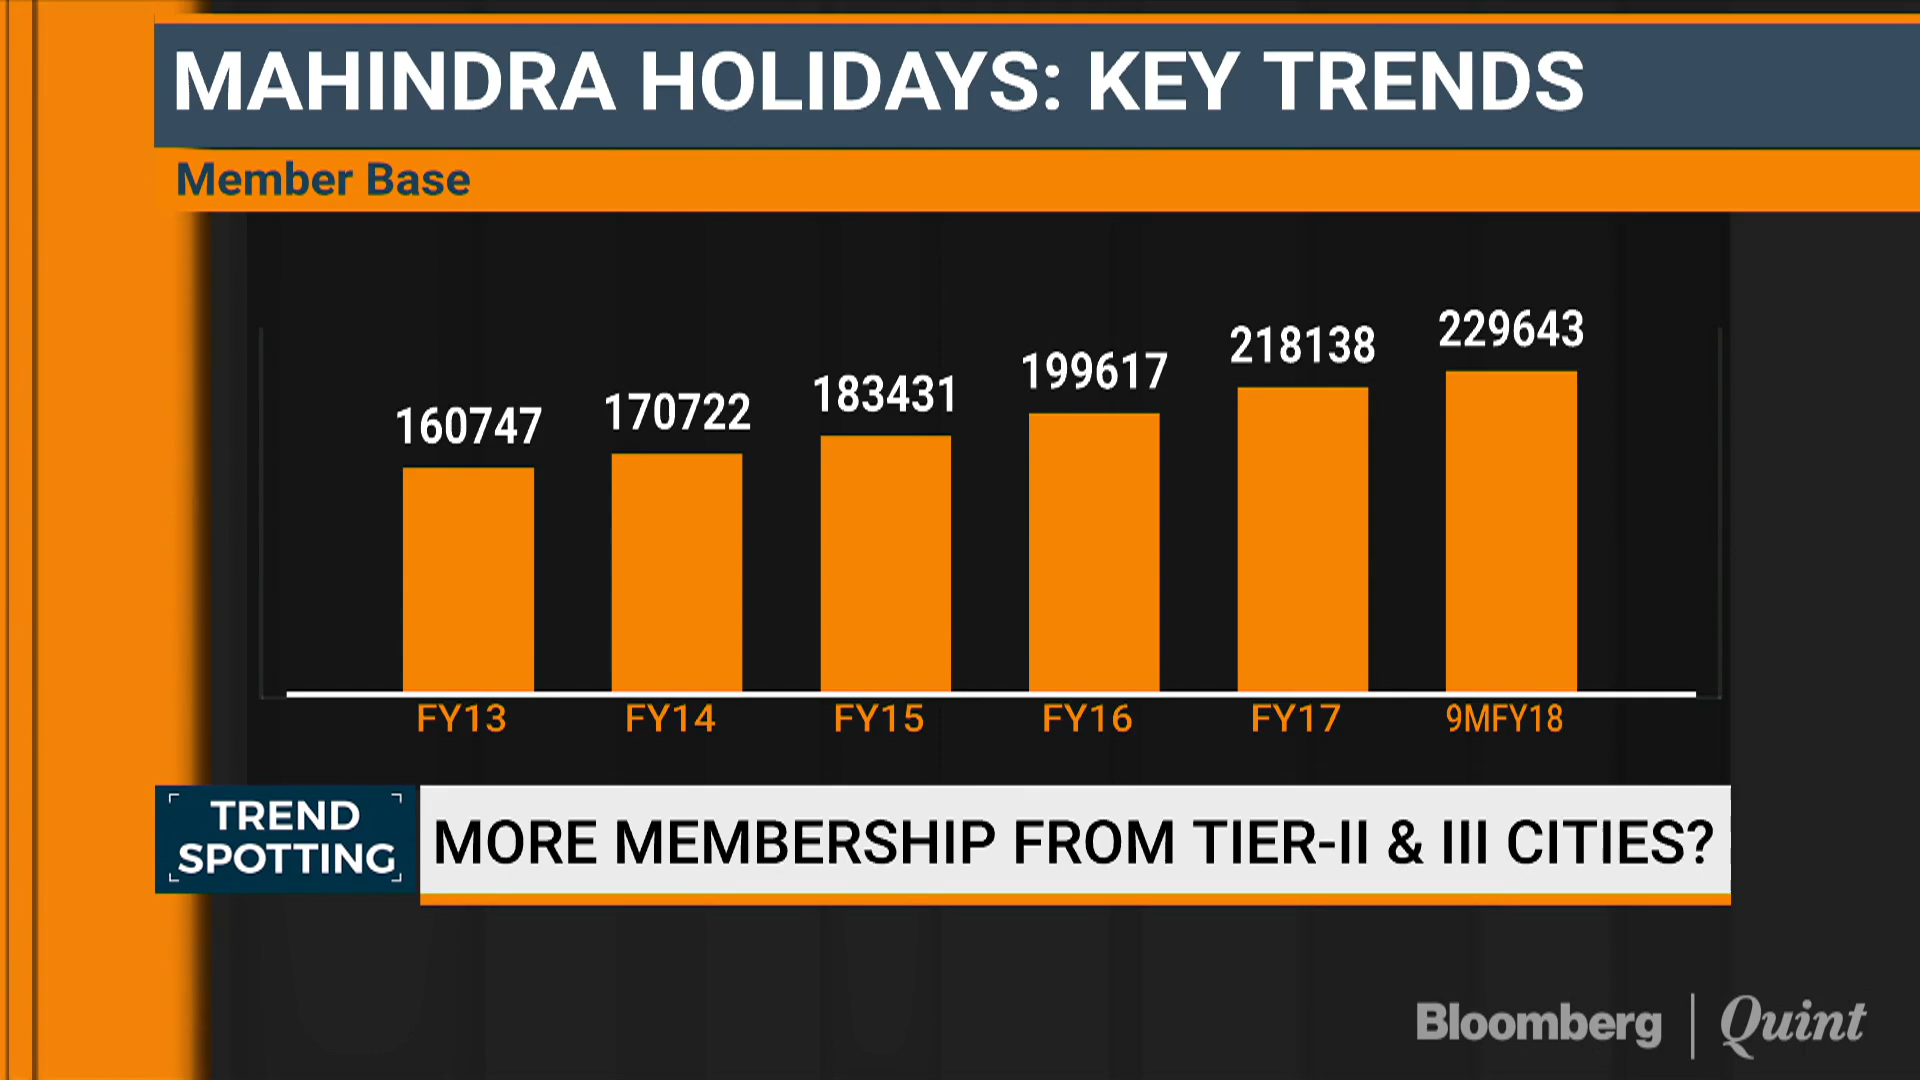 MAHINDRA HOLIDAYS: KEY TRENDS
Member Base
160747 170722 183431 199617 218138 229643
FY13 FY14 FY15 FY16 FY17 9MFY18
TREND
SPOTTING
MORE MEMBERSHIP FROM TIER-II & III CITIES?
Bloomberg | Quint